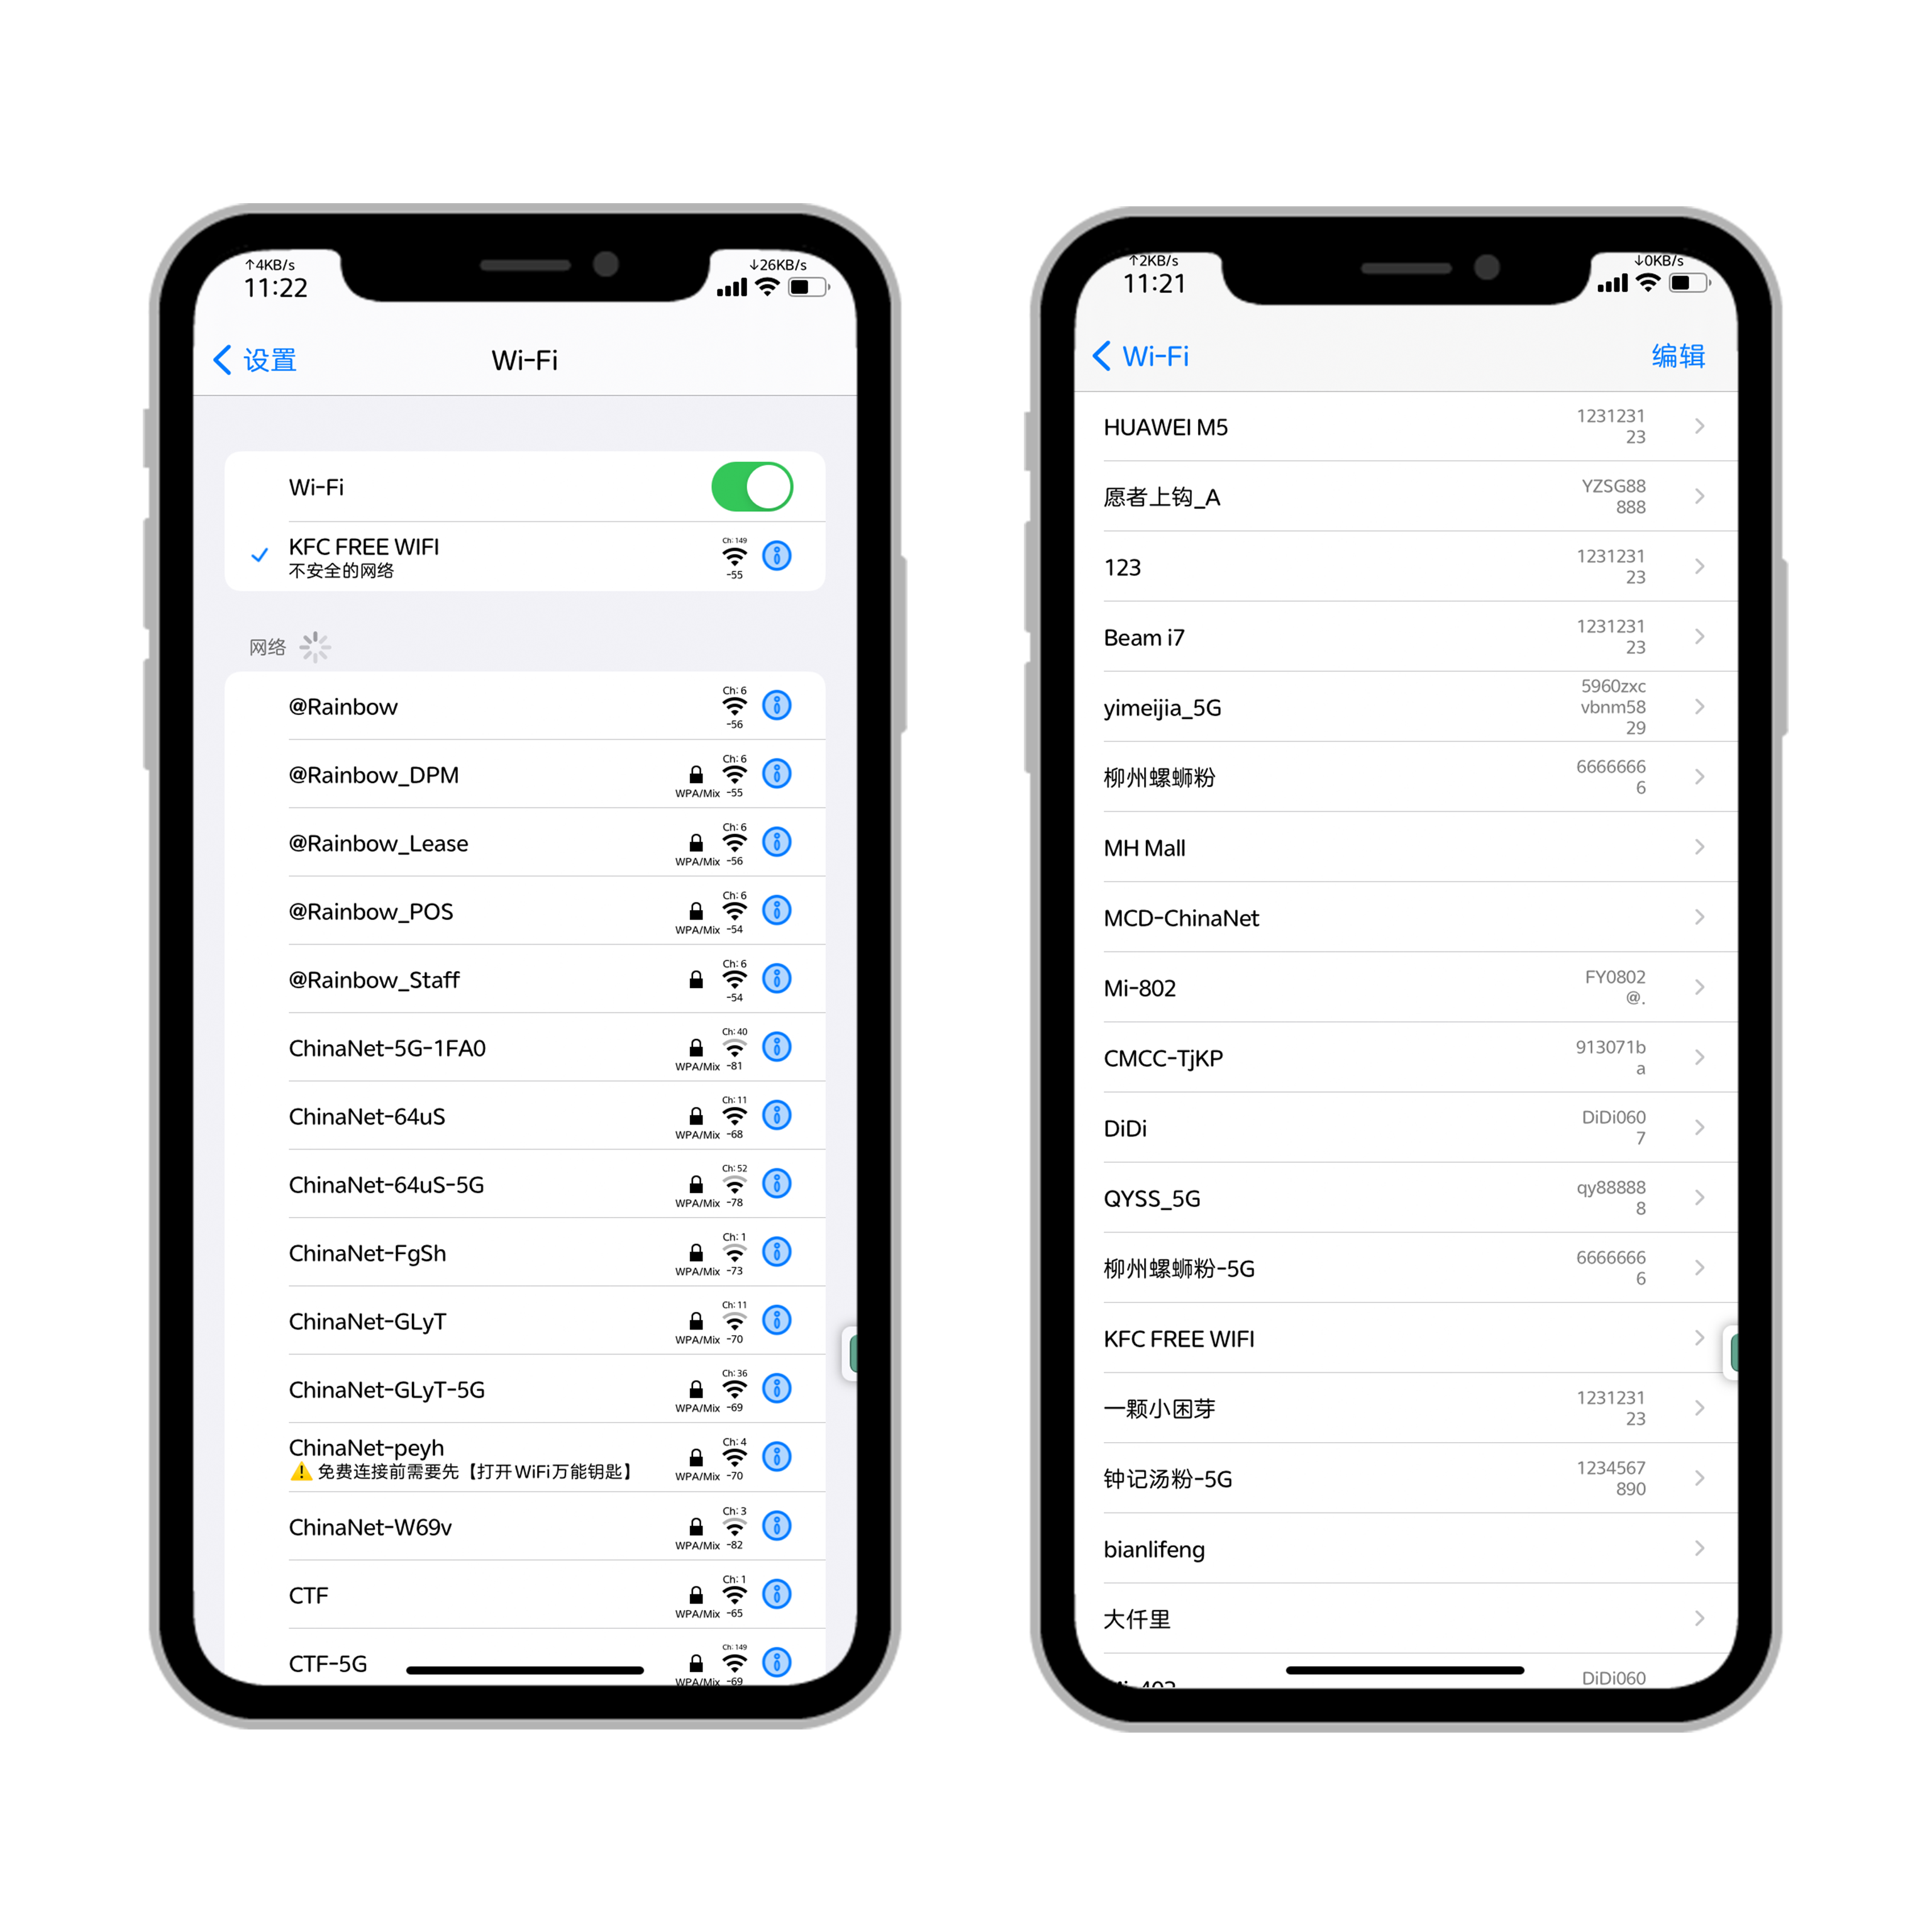 ↑4KB/s
↓26KB/s
11:22
设置
Wi-Fi
Wi-Fi
KFC FREE WIFI
不安全的网络
Ch: 149
-55
网络
@Rainbow
Ch: 6
-56
@Rainbow_DPM
WPA/Mix
Ch: 6
-55
@Rainbow_Lease
WPA/Mix
Ch: 6
-56
@Rainbow_POS
WPA/Mix
Ch: 6
-54
@Rainbow_Staff
Ch: 6
-54
ChinaNet-5G-1FA0
WPA/Mix
Ch: 40
-81
ChinaNet-64uS
WPA/Mix
Ch: 11
-68
ChinaNet-64uS-5G
WPA/Mix
Ch: 52
-78
ChinaNet-FgSh
WPA/Mix
Ch: 1
-73
ChinaNet-GLyT
WPA/Mix
Ch: 11
-70
ChinaNet-GLyT-5G
WPA/Mix
Ch: 36
-69
ChinaNet-peyh
免费连接前需要先【打开WiFi万能钥匙】
WPA/Mix
Ch: 4
-70
ChinaNet-W69v
WPA/Mix
Ch: 3
-82
CTF
WPA/Mix
Ch: 1
-65
CTF-5G
WPA/Mix
Ch: 149
-69
↑2KB/s
↓0KB/s
11:21
Wi-Fi
编辑
HUAWEI M5
1231231
23
愿者上钩_A
YZSG88
888
123
1231231
23
Beam i7
1231231
23
yimeijia_5G
5960zxc
vbnm58
29
柳州螺蛳粉
6666666
6
MH Mall
MCD-ChinaNet
Mi-802
FY0802
@.
CMCC-TjKP
913071b
a
DiDi
DiDi060
7
QYSS_5G
qy88888
8
柳州螺蛳粉-5G
6666666
6
KFC FREE WIFI
一颗小困芽
1231231
23
钟记汤粉-5G
1234567
890
bianlifeng
大仟里
DiDi060